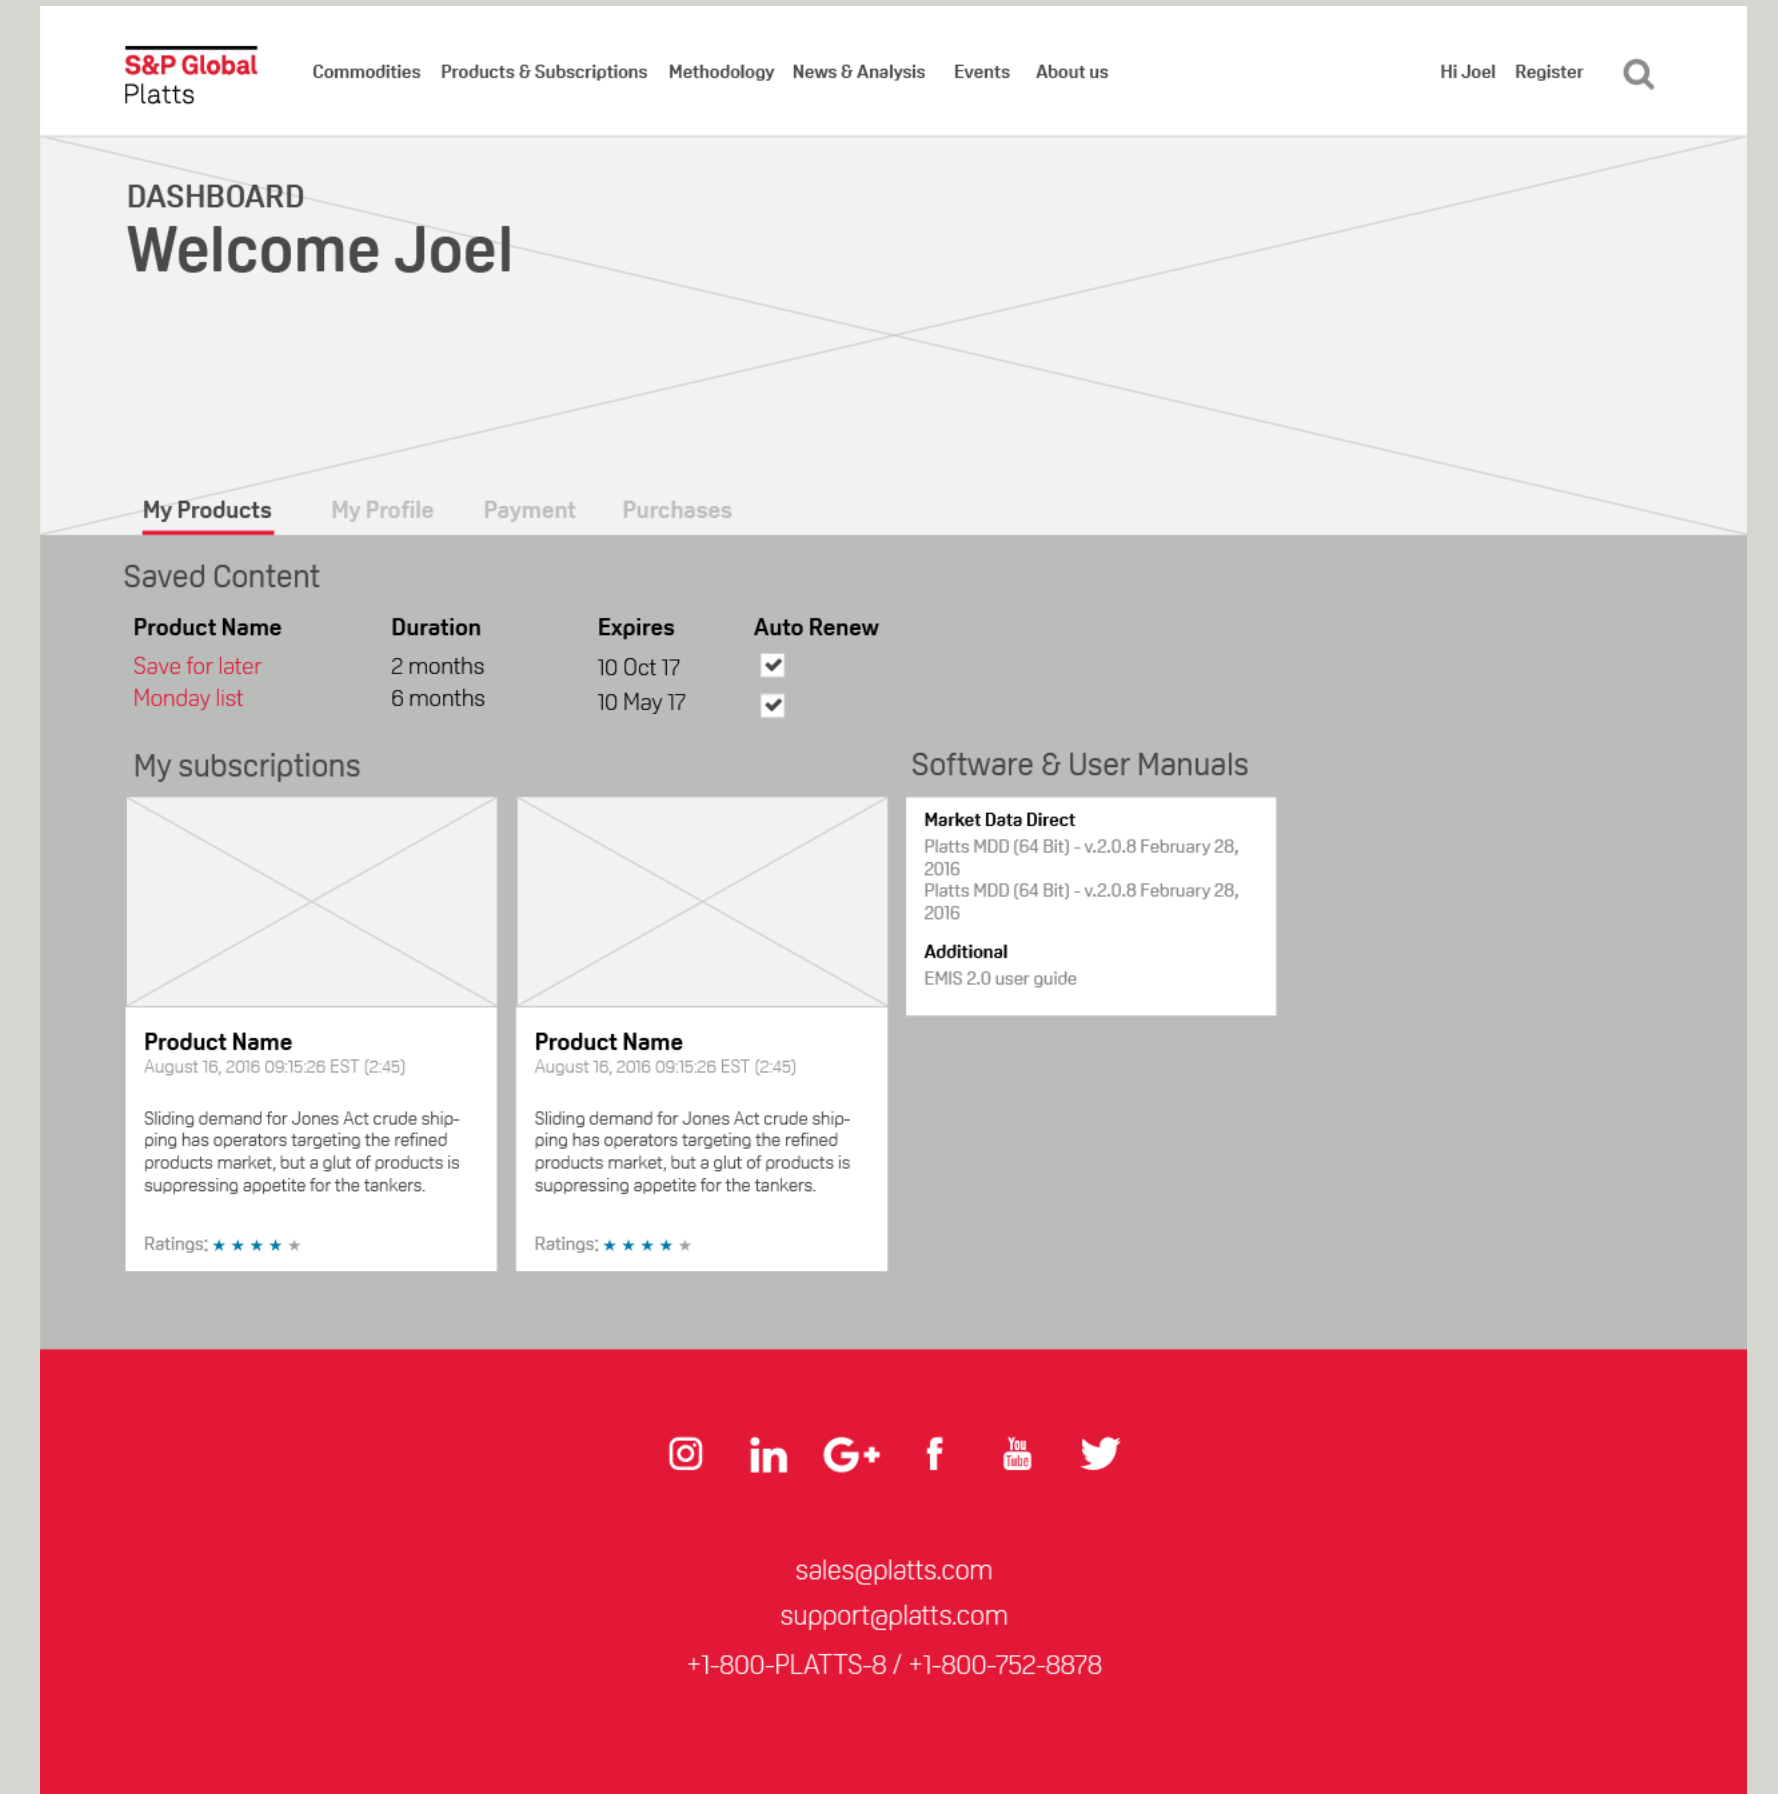 S&P Global
Platts
Commodities Products & Subscriptions Methodology News & Analysis Events About us Hi Joel Register
DASHBOARD
Welcome Joel
My Products My Profile Payment Purchases
Saved Content
Product Name Duration Expires Auto Renew
Save for later 2 months 10 Oct 17
Monday list 6 months 10 May 17
My subscriptions
Product Name
August 16, 2016 09:15:26 EST (2:45)
Sliding demand for Jones Act crude ship-
ping has operators targeting the refined
products market, but a glut of products is
suppressing appetite for the tankers.
Ratings:
Product Name
August 16, 2016 09:15:26 EST (2:45)
Sliding demand for Jones Act crude ship-
ping has operators targeting the refined
products market, but a glut of products is
suppressing appetite for the tankers.
Ratings:
Software & User Manuals
Market Data Direct
Platts MDD (64 Bit) - v.2.0.8 February 28,
2016
Platts MDD (64 Bit) - v.2.0.8 February 28,
2016
Additional
EMIS 2.0 user guide
in G+ f You Tube
sales@platts.com
support@platts.com
+1-800-PLATTS-8 / +1-800-752-8878